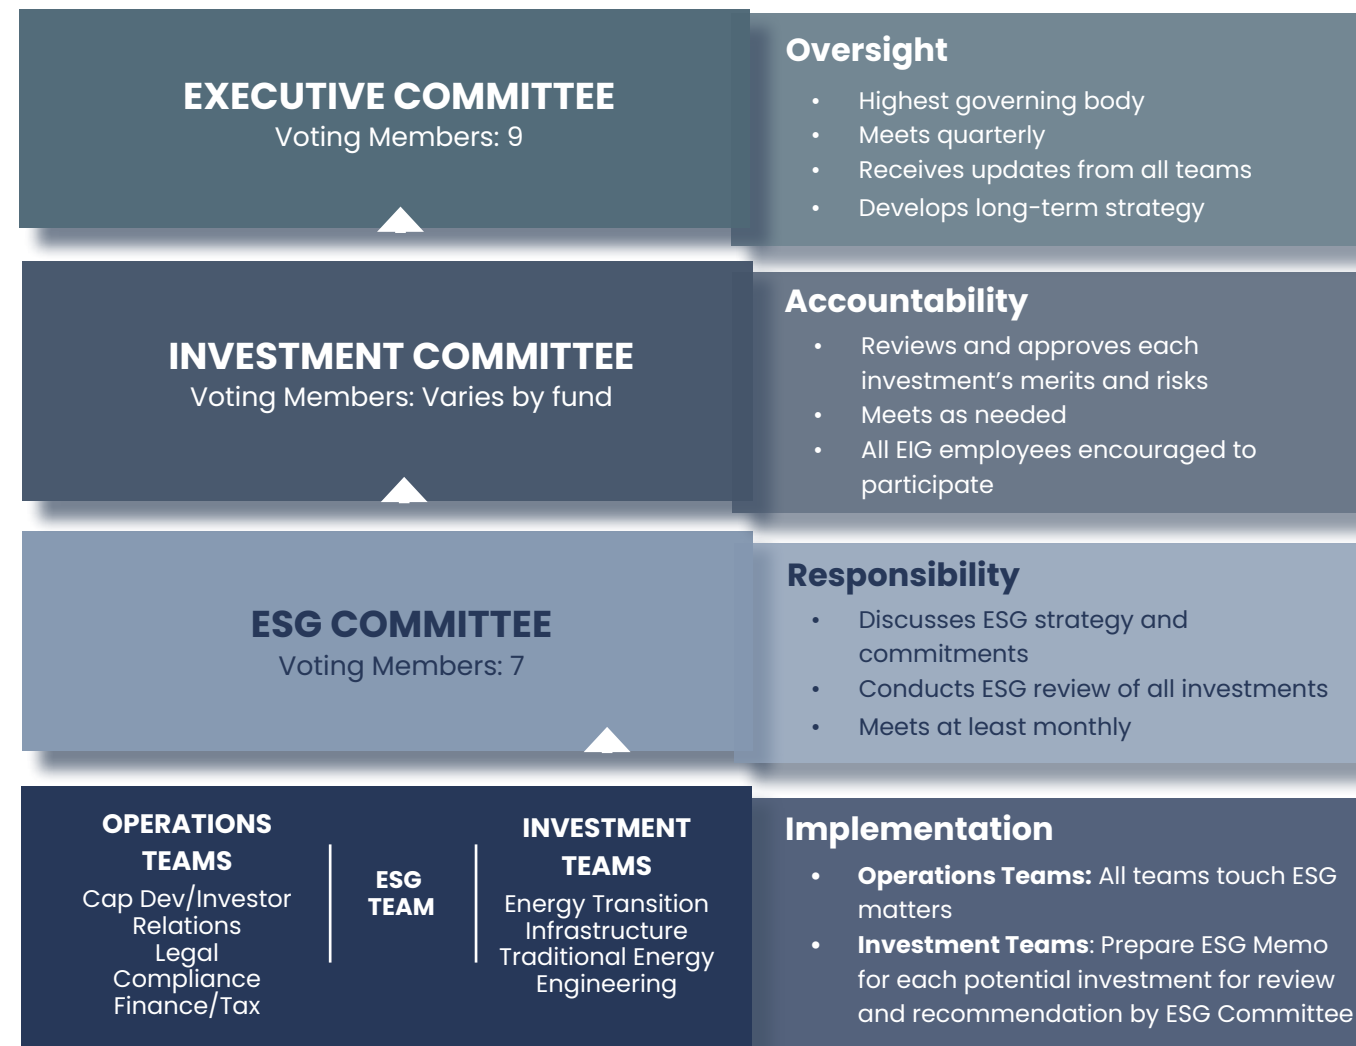 EXECUTIVE COMMITTEE
Voting Members: 9
Oversight
• Highest governing body
• Meets quarterly
• Receives updates from all teams
• Develops long-term strategy
INVESTMENT COMMITTEE
Voting Members: Varies by fund
Accountability
• Reviews and approves each
investment’s merits and risks
• Meets as needed
• All EIG employees encouraged to
participate
ESG COMMITTEE
Voting Members: 7
Responsibility
• Discusses ESG strategy and
commitments
• Conducts ESG review of all investments
• Meets at least monthly
OPERATIONS
TEAMS
Cap Dev/Investor
Relations
Legal
Compliance
Finance/Tax
ESG
TEAM
INVESTMENT
TEAMS
Energy Transition
Infrastructure
Traditional Energy
Engineering
Implementation
• Operations Teams: All teams touch ESG
matters
• Investment Teams: Prepare ESG Memo
for each potential investment for review
and recommendation by ESG Committee